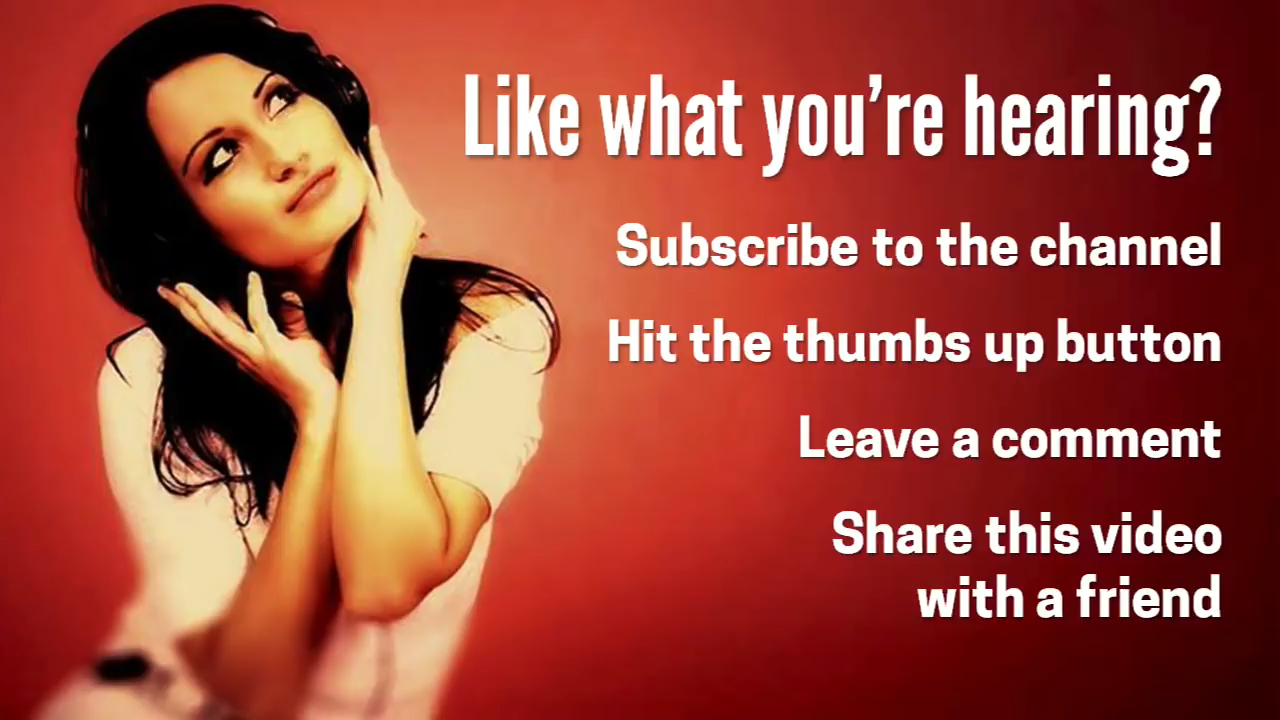 Like what you’re hearing?
Subscribe to the channel
Hit the thumbs up button
Leave a comment
Share this video
with a friend